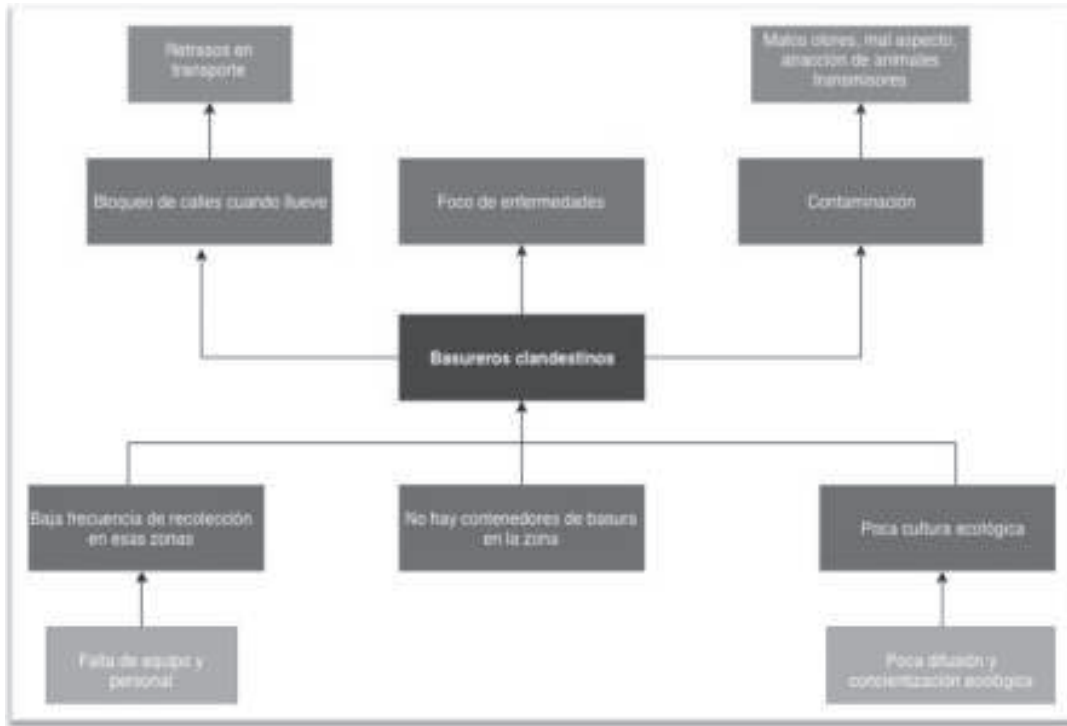 Retrasos en
transporte
Malos olores, mal aspecto,
atracción de animales
transmisores
Bloqueo de calles cuando llueve
Foco de enfermedades
Contaminación
Basureros clandestinos
Baja frecuencia de recolección
en esas zonas
No hay contenedores de basura
en la zona
Poca cultura ecológica
Falta de equipo y
personal
Poca difusión y
concientización ecológica